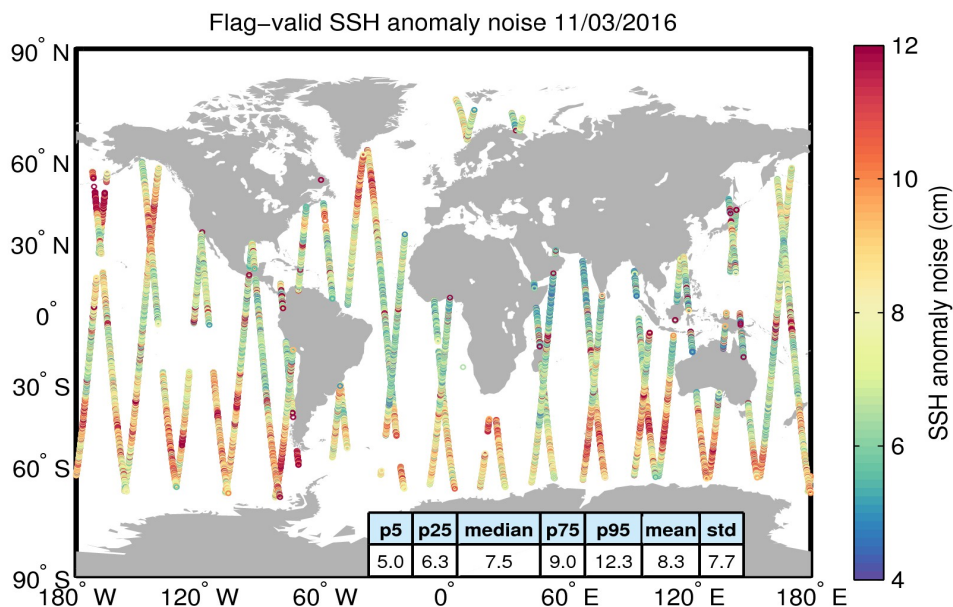 Flag−valid SSH anomaly noise 11/03/2016
90° N
60° N
30° N
0°
30° S
60° S
90° S
180° W 120° W 60° W 0° 60° E 120° E 180° E
p5 p25 median p75 p95 mean std
5.0 6.3 7.5 9.0 12.3 8.3 7.7
12
10
8
6
4
SSH anomaly noise (cm)